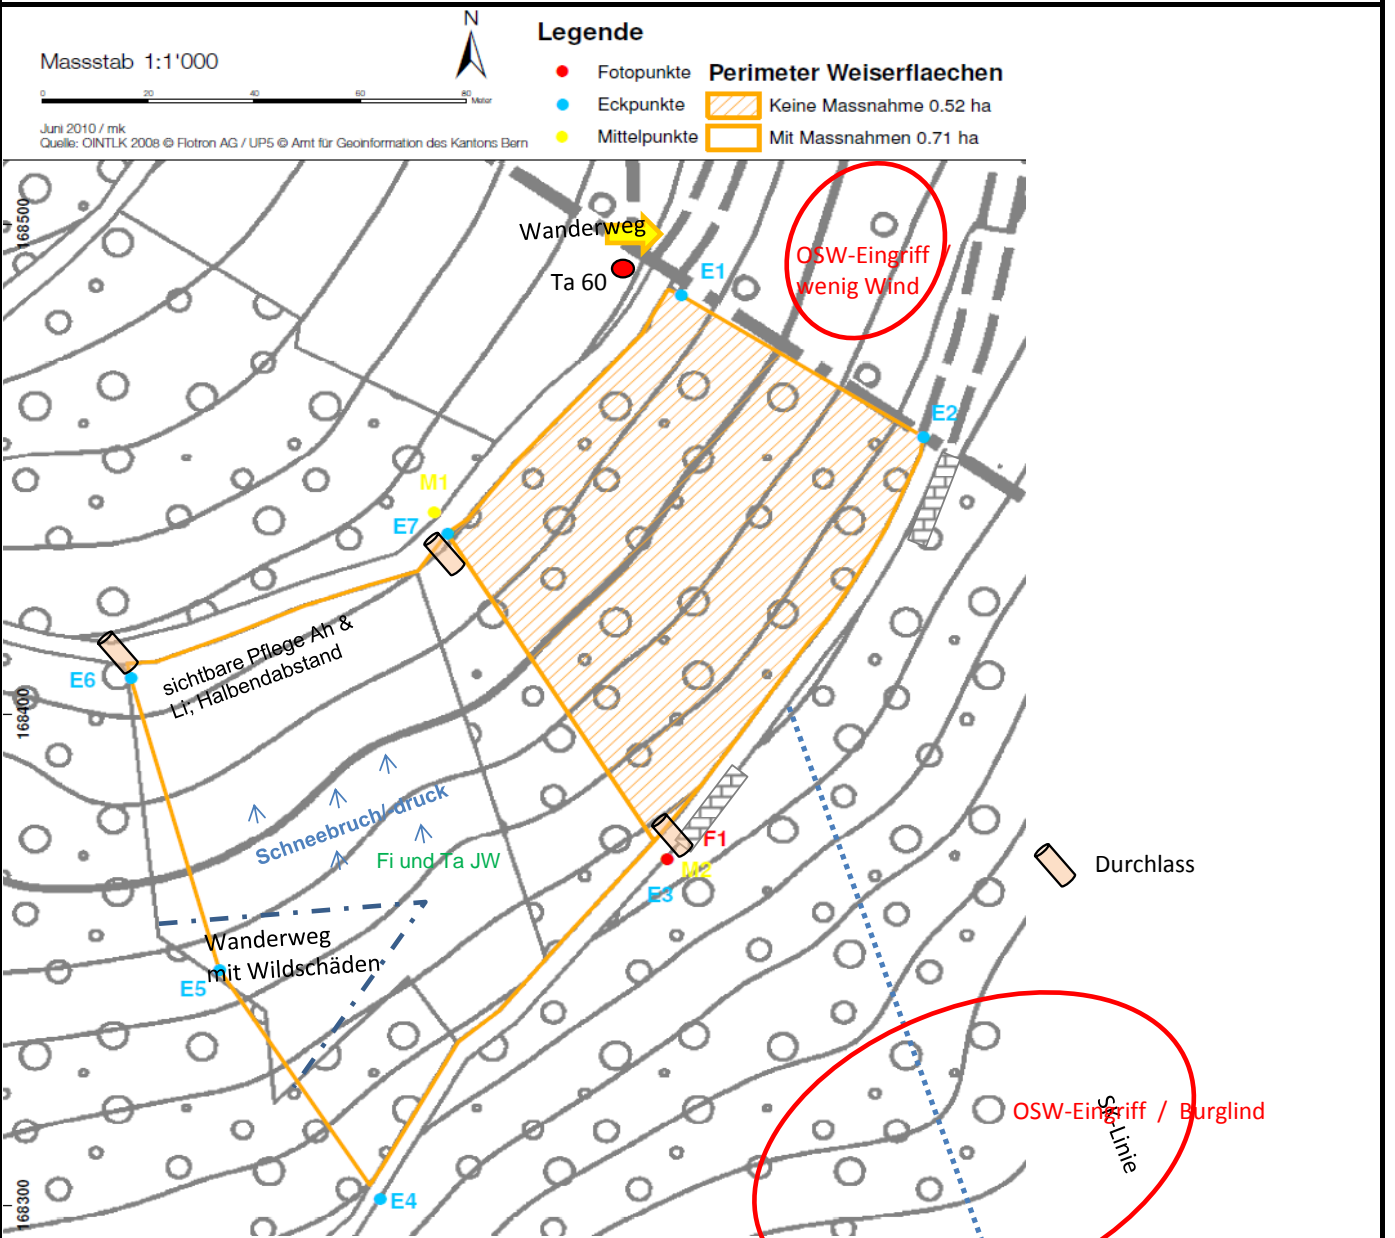 N
Massstab 1:1'000
0 20 40 60 80 Meter
Juni 2010 / mk
Quelle: OINTLK 2008 © Flotron AG / UP5 © Amt für Geoinformation des Kantons Bern
Legende
Fotopunkte
Eckpunkte
Mittelpunkte
Perimeter Weiserflaechen
Keine Massnahme 0.52 ha
Mit Massnahmen 0.71 ha
168500
Wanderweg
Ta 60
E1
OSW-Eingriff /
wenig Wind
E2
M1
E7
sichtbare Pflege Ah &
Li; Halbendabstand
E6
168400
Schneebruch/-druck
Fi und Ta JW
F1
M2
E3
Durchlass
Wanderweg
mit Wildschäden
E5
OSW-Eingriff / Burglind
SK-Linie
E4
168300